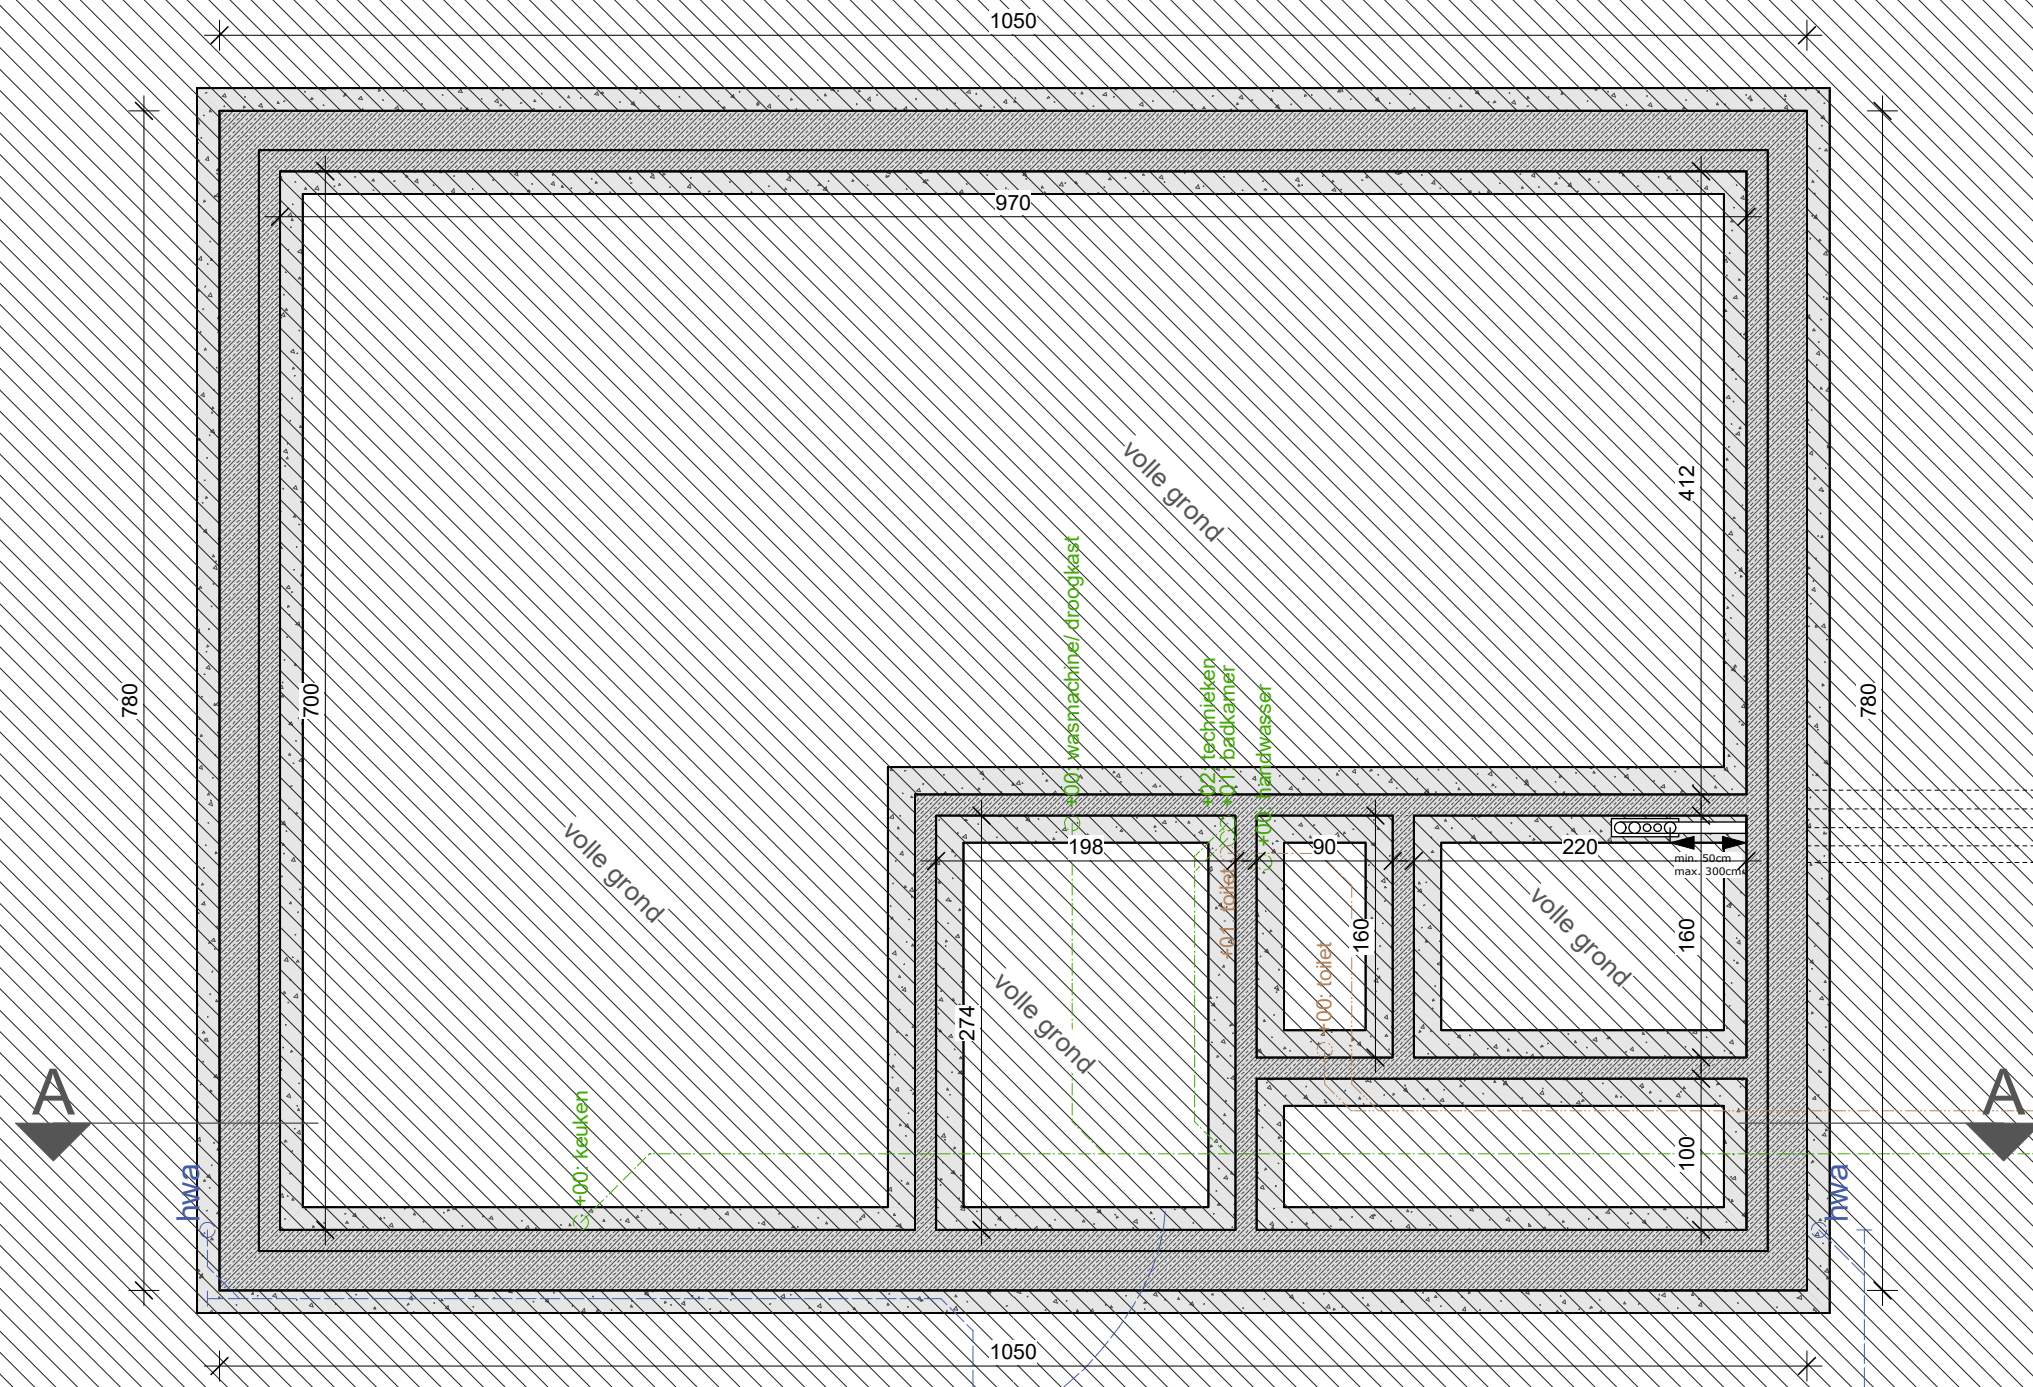 1050
970
volle grond
412
+00: wasmachine/ droogkast
+02: technieken
+01: badkamer
+00: handwasser
780
700
780
198
90
220
min. 50cm
max. 300cm
volle grond
+01: toilet
160
160
volle grond
+00: toilet
volle grond
274
A
A
+00: keuken
100
hwa
hwa
1050